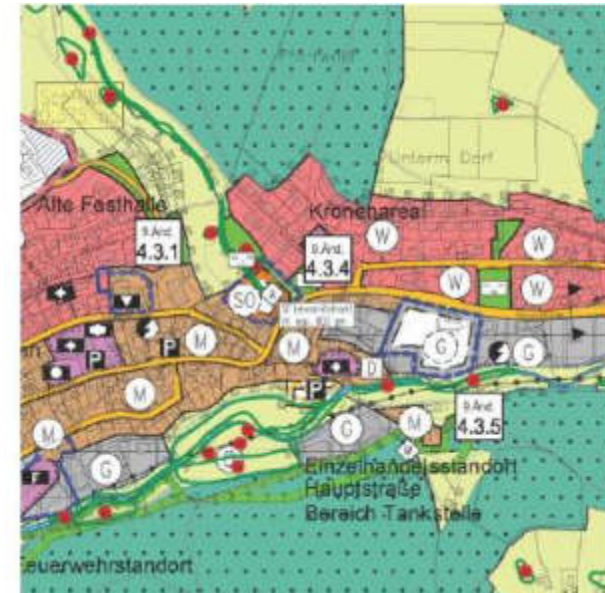 Unterm Dorf
Alte Festhalle
9.Änd.
4.3.1
Kronenareal
9.Änd.
4.3.4
W
W
W
W
SO
M
M
M
M
M
G
G
G
G
P
P
D
9.Änd.
4.3.5
Einzelhandelsstandort
Hauptstraße
Bereich Tankstelle
euerwehrstandort